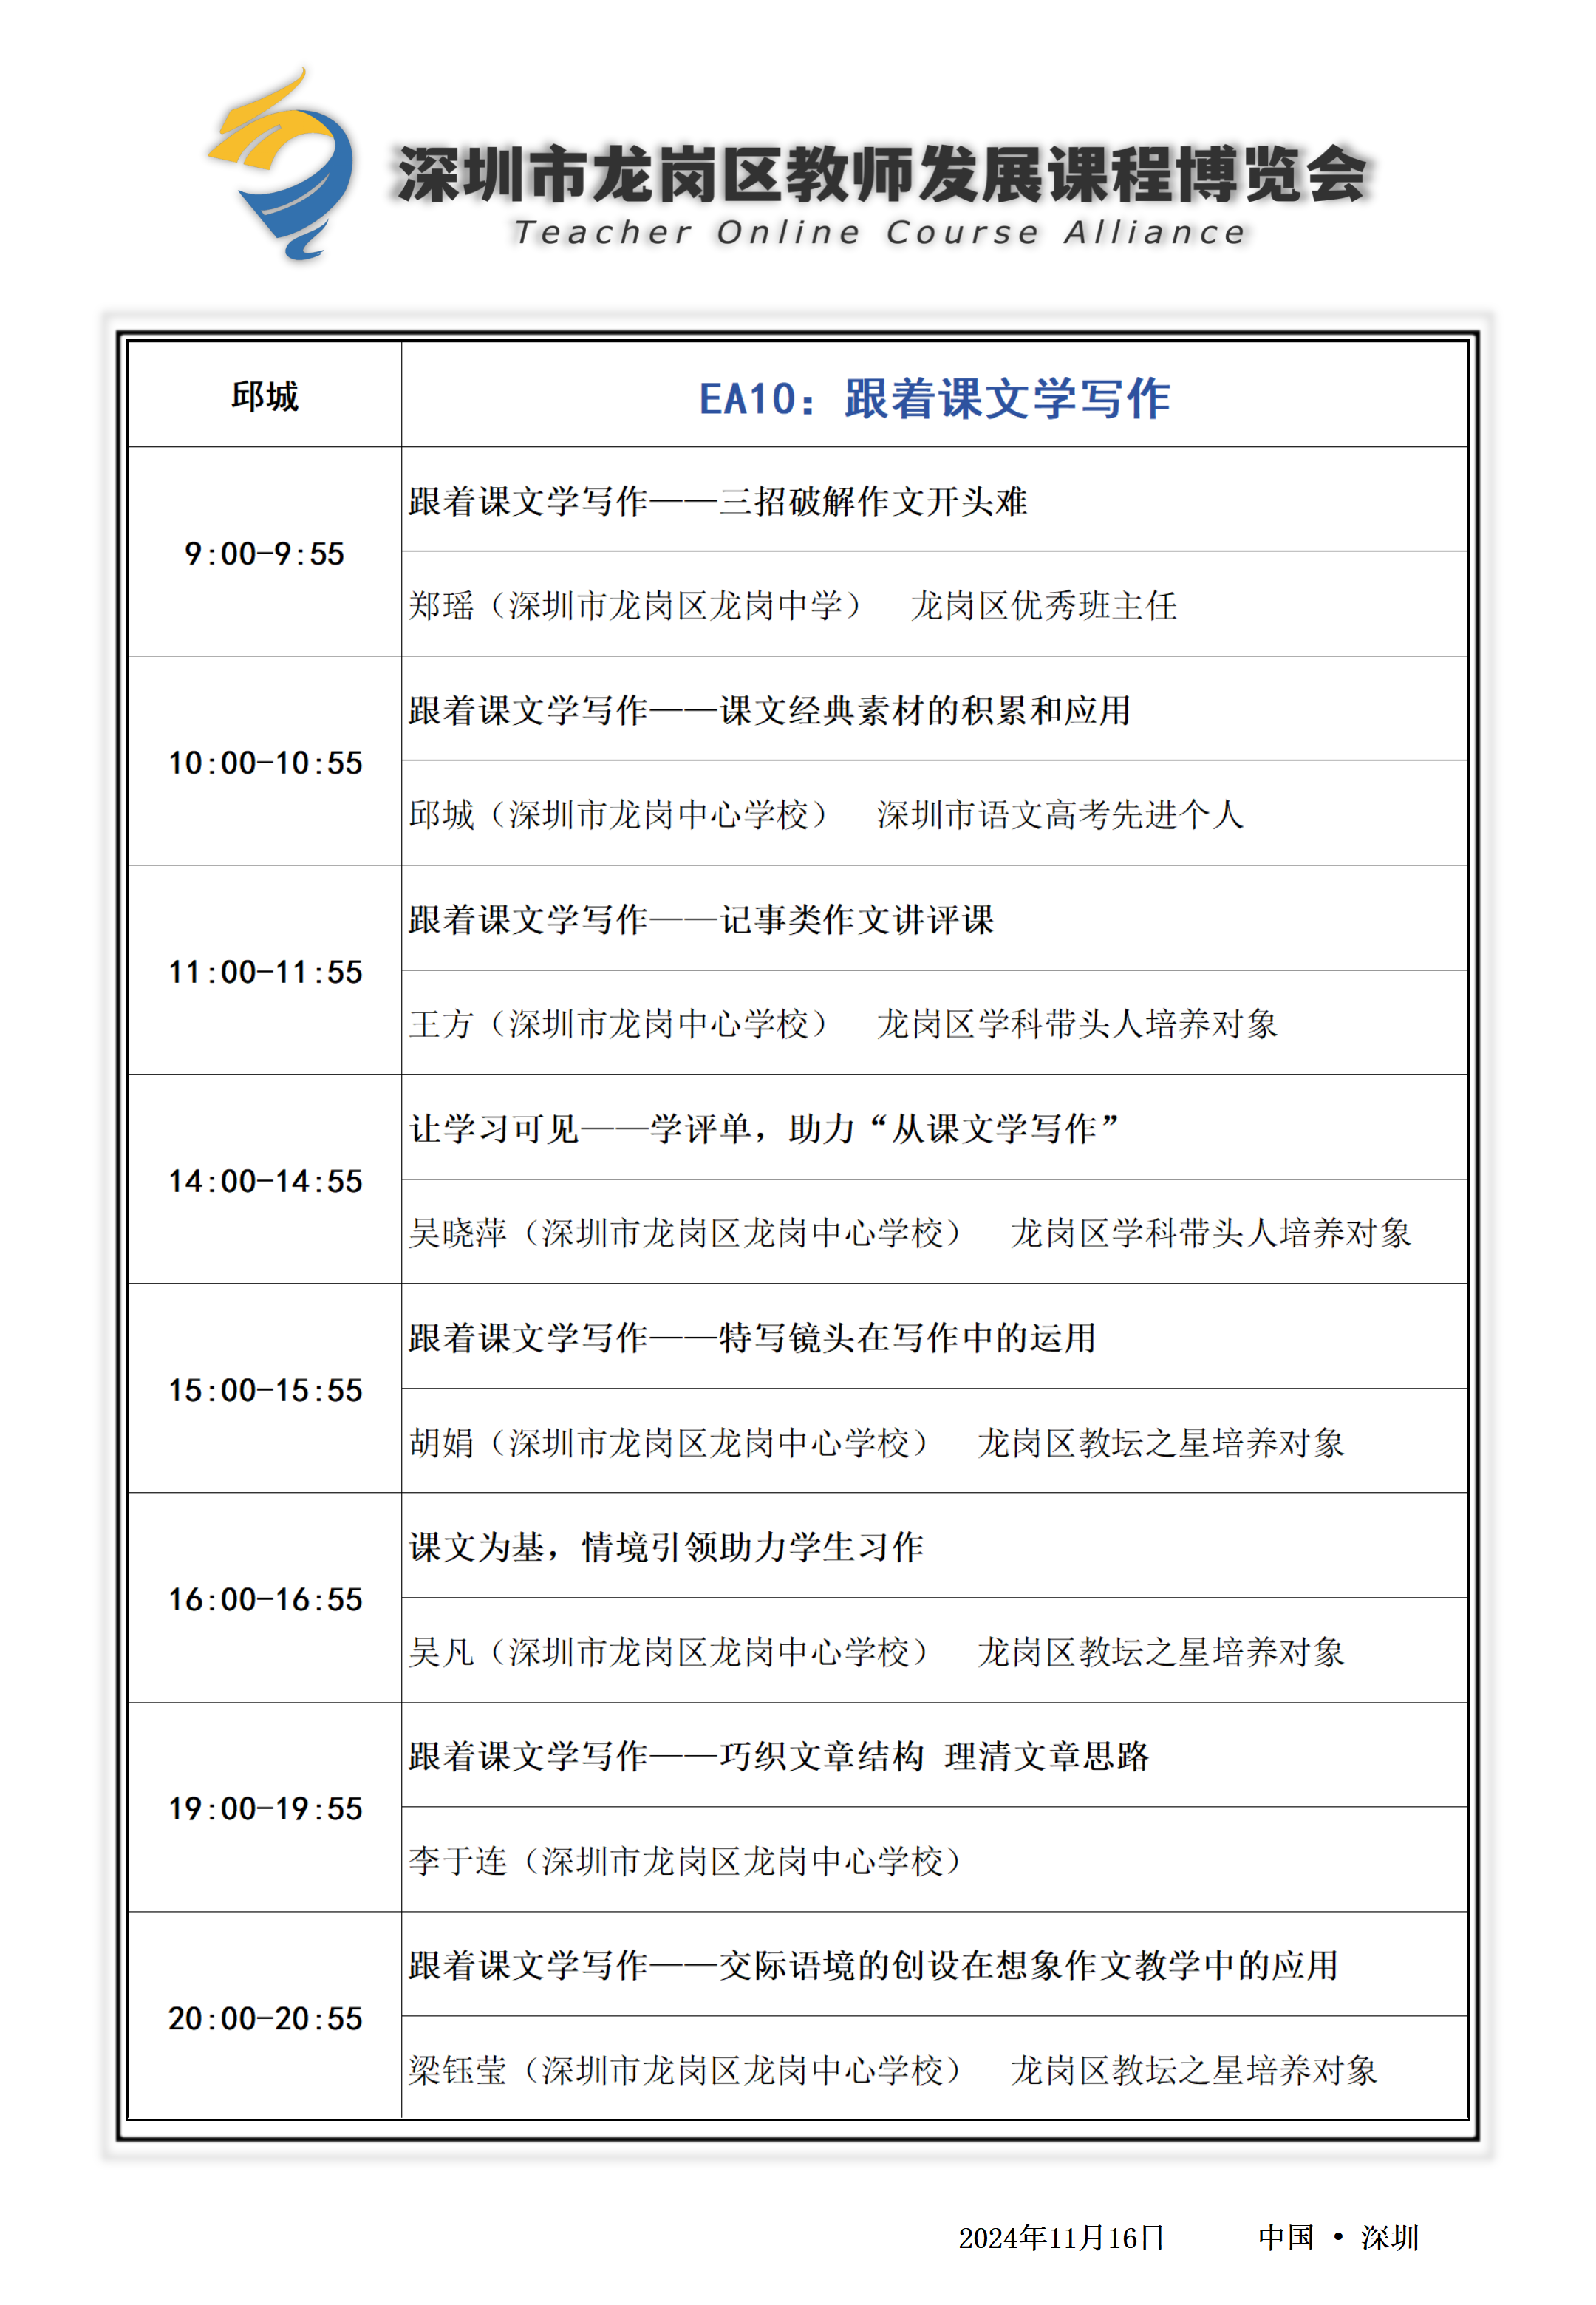 深圳市龙岗区教师发展课程博览会
Teacher Online Course Alliance
邱城
EA10：跟着课文学写作
9:00-9:55
跟着课文学写作——三招破解作文开头难
郑瑶（深圳市龙岗区龙岗中学） 龙岗区优秀班主任
10:00-10:55
跟着课文学写作——课文经典素材的积累和应用
邱城（深圳市龙岗中心学校） 深圳市语文高考先进个人
11:00-11:55
跟着课文学写作——记事类作文讲评课
王方（深圳市龙岗中心学校） 龙岗区学科带头人培养对象
14:00-14:55
让学习可见——学评单，助力“从课文学写作”
吴晓萍（深圳市龙岗区龙岗中心学校） 龙岗区学科带头人培养对象
15:00-15:55
跟着课文学写作——特写镜头在写作中的运用
胡娟（深圳市龙岗区龙岗中心学校） 龙岗区教坛之星培养对象
16:00-16:55
课文为基，情境引领助力学生习作
吴凡（深圳市龙岗区龙岗中心学校） 龙岗区教坛之星培养对象
19:00-19:55
跟着课文学写作——巧织文章结构 理清文章思路
李于连（深圳市龙岗区龙岗中心学校）
20:00-20:55
跟着课文学写作——交际语境的创设在想象作文教学中的应用
梁钰莹（深圳市龙岗区龙岗中心学校） 龙岗区教坛之星培养对象
2024年11月16日 中国 • 深圳